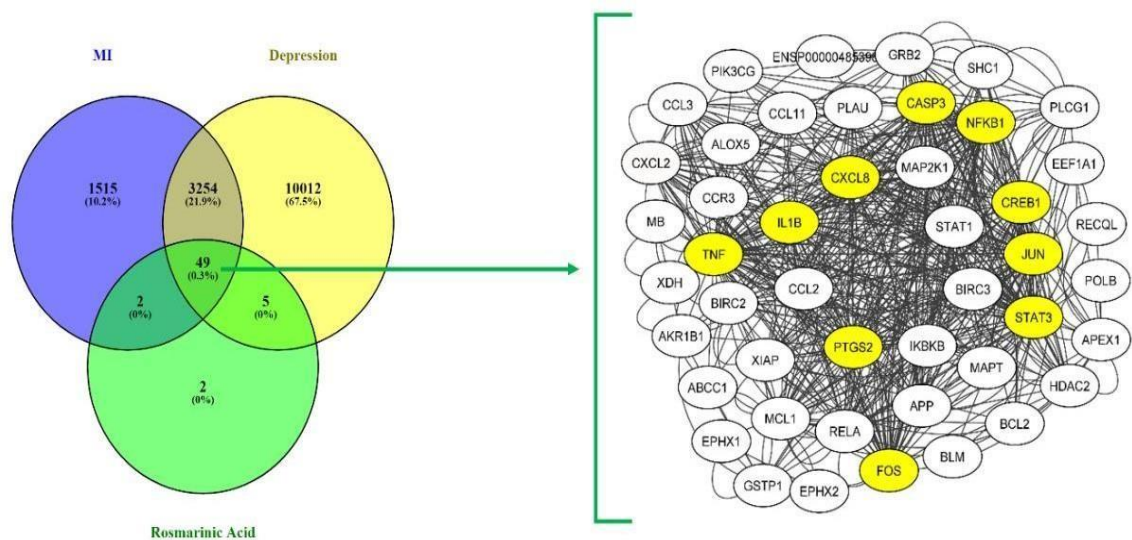 MI
Depression
1515
(10.2%)
3254
(21.9%)
10012
(67.5%)
49
(0.3%)
2
(0%)
5
(0%)
2
(0%)
Rosmarinic Acid
ENSP00000485396
GRB2
PIK3CG
SHC1
CCL3
CCL11
PLAU
CASP3
NFKB1
PLCG1
ALOX5
CXCL2
CXCL8
MAP2K1
EEF1A1
CCR3
CREB1
MB
IL1B
STAT1
RECQL
TNF
JUN
XDH
BIRC2
CCL2
BIRC3
POLB
STAT3
AKR1B1
XIAP
PTGS2
IKBKB
APEX1
MAPT
ABCC1
HDAC2
MCL1
APP
EPHX1
RELA
BCL2
BLM
GSTP1
EPHX2
FOS